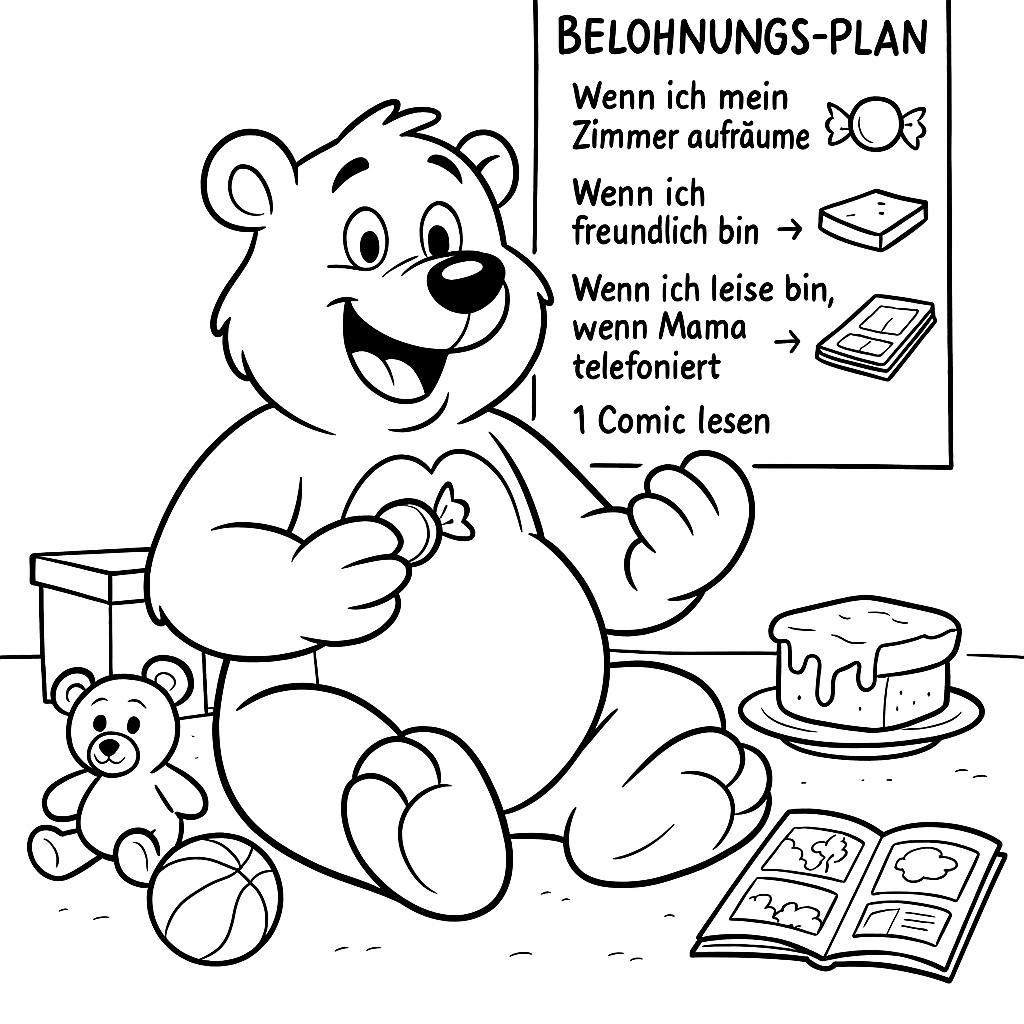 BELOHNUNGS-PLAN
Wenn ich mein
Zimmer aufräume
Wenn ich
freundlich bin →
Wenn ich leise bin,
wenn Mama →
telefoniert
1 Comic lesen